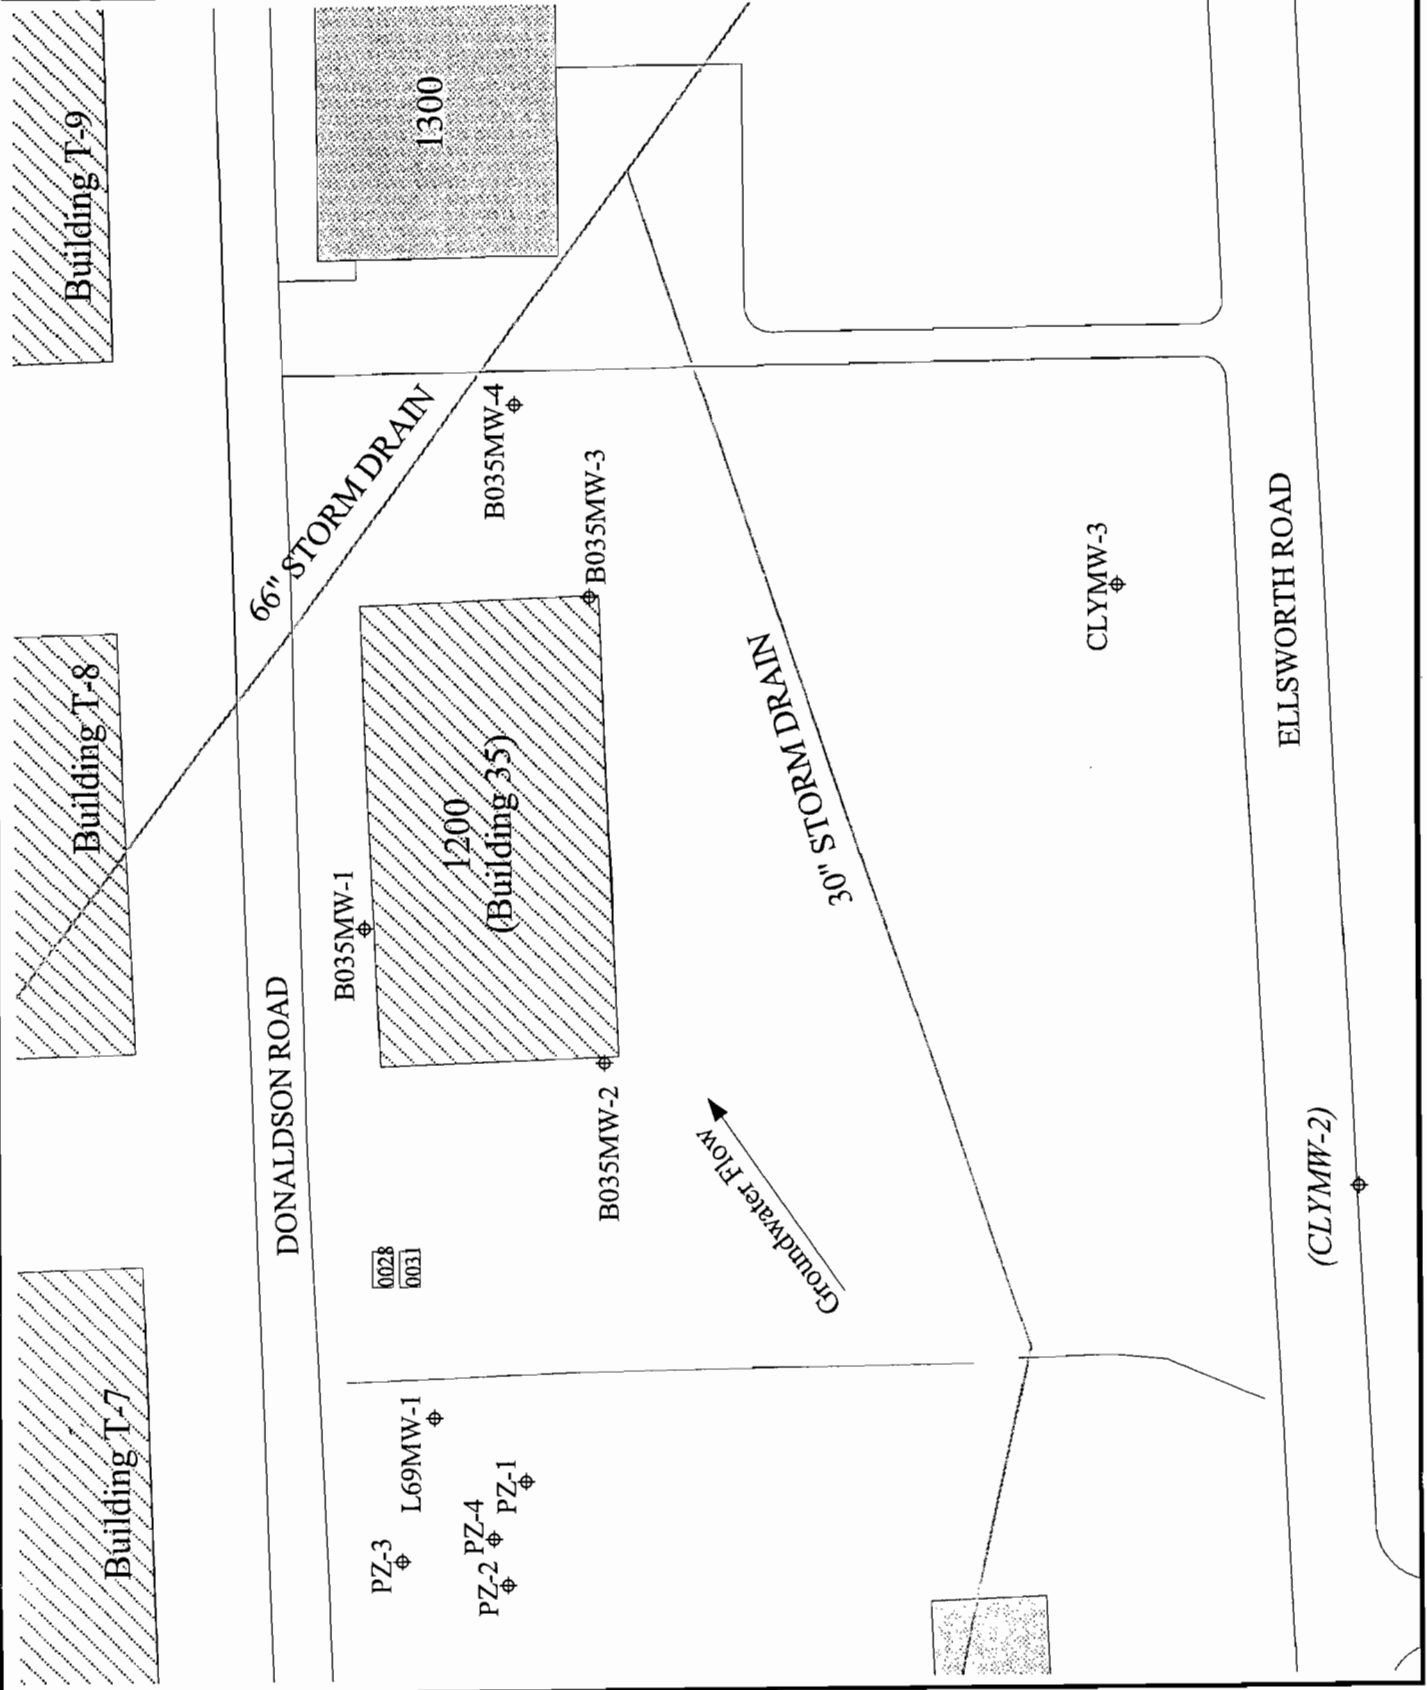 Building T-9
1300
66" STORM DRAIN
B035MW-4
B035MW-3
Building T-8
1200
(Building 35)
B035MW-1
30" STORM DRAIN
CLYMW-3
ELLSWORTH ROAD
DONALDSON ROAD
B035MW-2
Groundwater Flow
(CLYMW-2)
0028
0031
Building T-7
L69MW-1
PZ-3
PZ-4
PZ-1
PZ-2